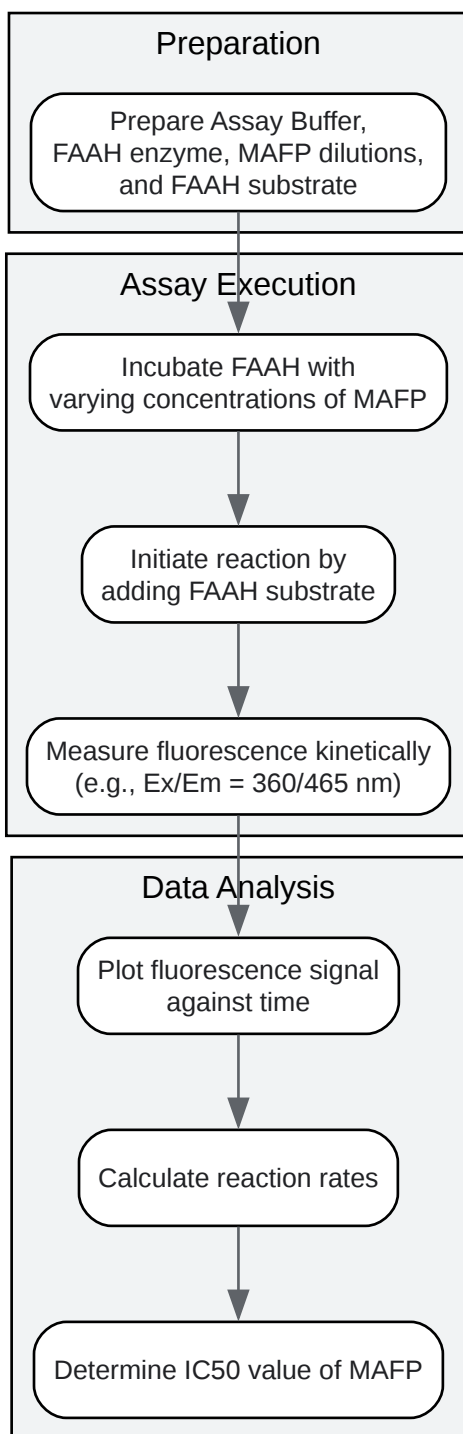 Preparation
Prepare Assay Buffer,
FAAH enzyme, MAFP dilutions,
and FAAH substrate
Assay Execution
Incubate FAAH with
varying concentrations of MAFP
Initiate reaction by
adding FAAH substrate
Measure fluorescence kinetically
(e.g., Ex/Em = 360/465 nm)
Data Analysis
Plot fluorescence signal
against time
Calculate reaction rates
Determine IC50 value of MAFP